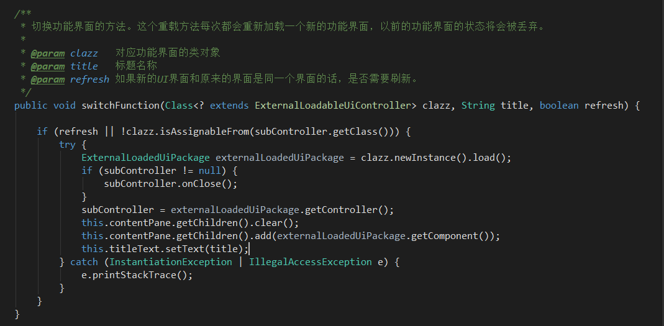 /**
 * 切换功能界面的方法。这个重载方法每次都会重新加载一个新的功能界面，以前的功能界面的状态将会被丢弃。
 *
 * @param clazz   对应功能界面的类对象
 * @param title   标题名称
 * @param refresh 如果新的UI界面和原来的界面是同一个界面的话，是否需要刷新。
 */
public void switchFunction(Class<? extends ExternalLoadableUiController> clazz, String title, boolean refresh) {
    if (refresh || !clazz.isAssignableFrom(subController.getClass())) {
        try {
            ExternalLoadedUiPackage externalLoadedUiPackage = clazz.newInstance().load();
            if (subController != null) {
                subController.onClose();
            }
            subController = externalLoadedUiPackage.getController();
            this.contentPane.getChildren().clear();
            this.contentPane.getChildren().add(externalLoadedUiPackage.getComponent());
            this.titleText.setText(title);
        } catch (InstantiationException | IllegalAccessException e) {
            e.printStackTrace();
        }
    }
}